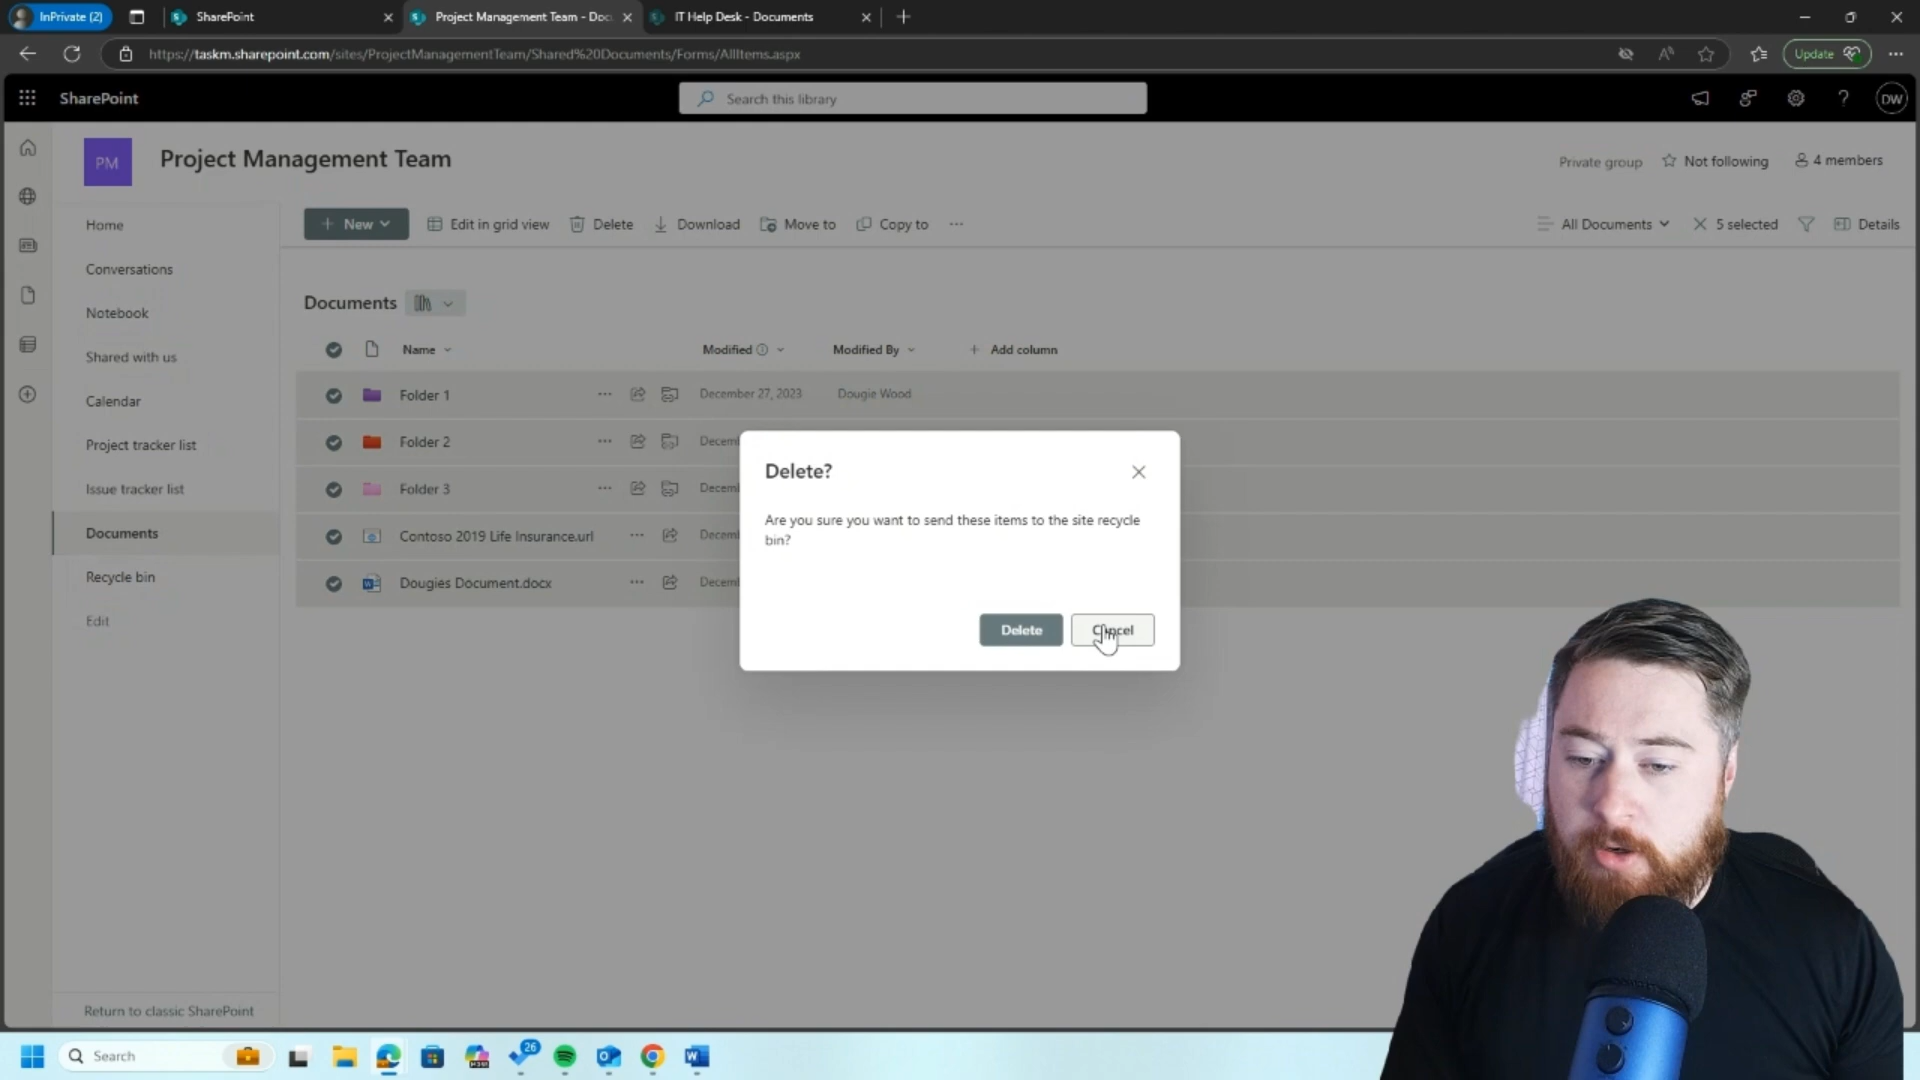 InPrivate (2)
SharePoint
Project Management Team - Doc
IT Help Desk - Documents
https://taskm.sharepoint.com/sites/ProjectManagementTeam/Shared%20Documents/Forms/AllItems.aspx
Update
SharePoint
Search this library
DW
PM
Project Management Team
Private group
Not following
4 members
Home
Conversations
Notebook
Shared with us
Calendar
Project tracker list
Issue tracker list
Documents
Recycle bin
Edit
Return to classic SharePoint
New
Edit in grid view
Delete
Download
Move to
Copy to
All Documents
5 selected
Details
Documents
Name
Modified
Modified By
Add column
Folder 1
December 27, 2023
Dougie Wood
Folder 2
Folder 3
Contoso 2019 Life Insurance.url
Dougies Document.docx
Delete?
Are you sure you want to send these items to the site recycle
bin?
Delete
Cancel
Search
26